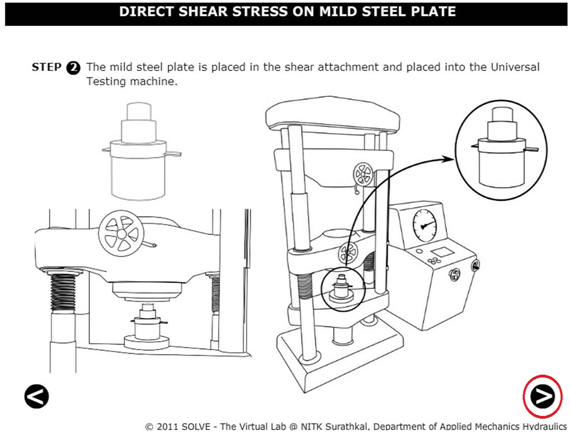 DIRECT SHEAR STRESS ON MILD STEEL PLATE
STEP 2 The mild steel plate is placed in the shear attachment and placed into the Universal
Testing machine.
© 2011 SOLVE - The Virtual Lab @ NITK Surathkal, Department of Applied Mechanics Hydraulics